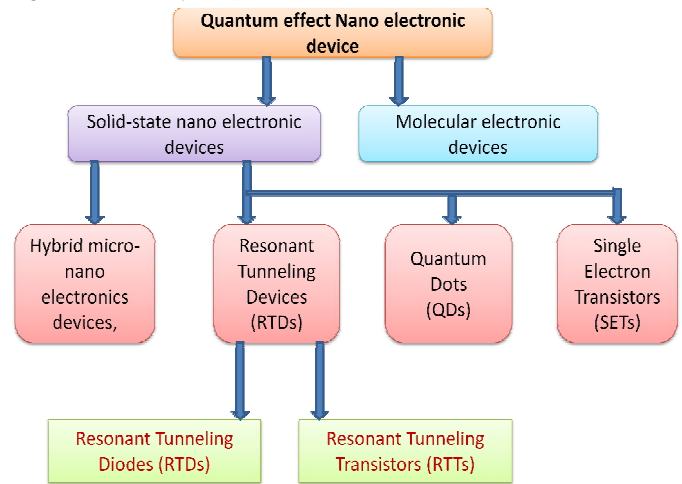 Quantum effect Nano electronic
device
Solid-state nano electronic
devices
Molecular electronic
devices
Hybrid micro-
nano
electronics
devices,
Resonant
Tunneling
Devices
(RTDs)
Quantum
Dots
(QDs)
Single
Electron
Transistors
(SETs)
Resonant Tunneling
Diodes (RTDs)
Resonant Tunneling
Transistors (RTTs)